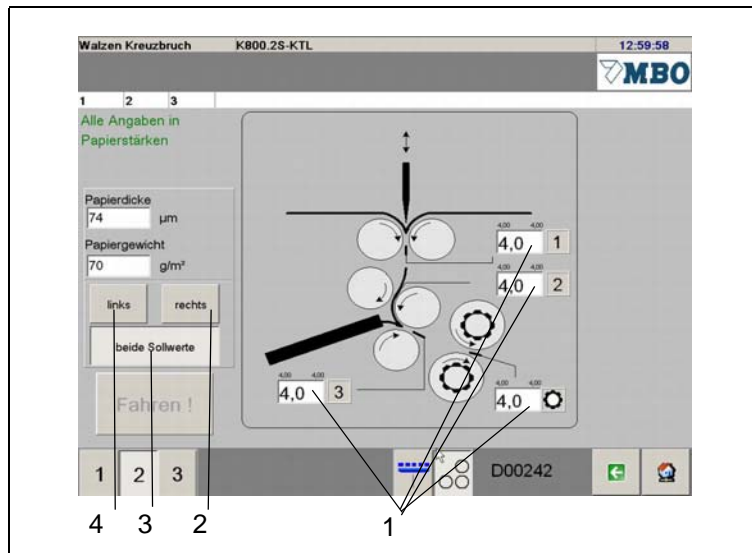 Walzen Kreuzbruch K800.2S-KTL 12:59:58
MBO
1 2 3
Alle Angaben in
Papierstärken
Papierdicke
74 µm
Papiergewicht
70 g/m²
links rechts
beide Sollwerte
Fahren !
4,00 4,00
4,0 1
4,00 4,00
4,0 2
4,00 4,00
4,0 3
4,00 4,00
4,0
1 2 3 D00242
4 3 2 1